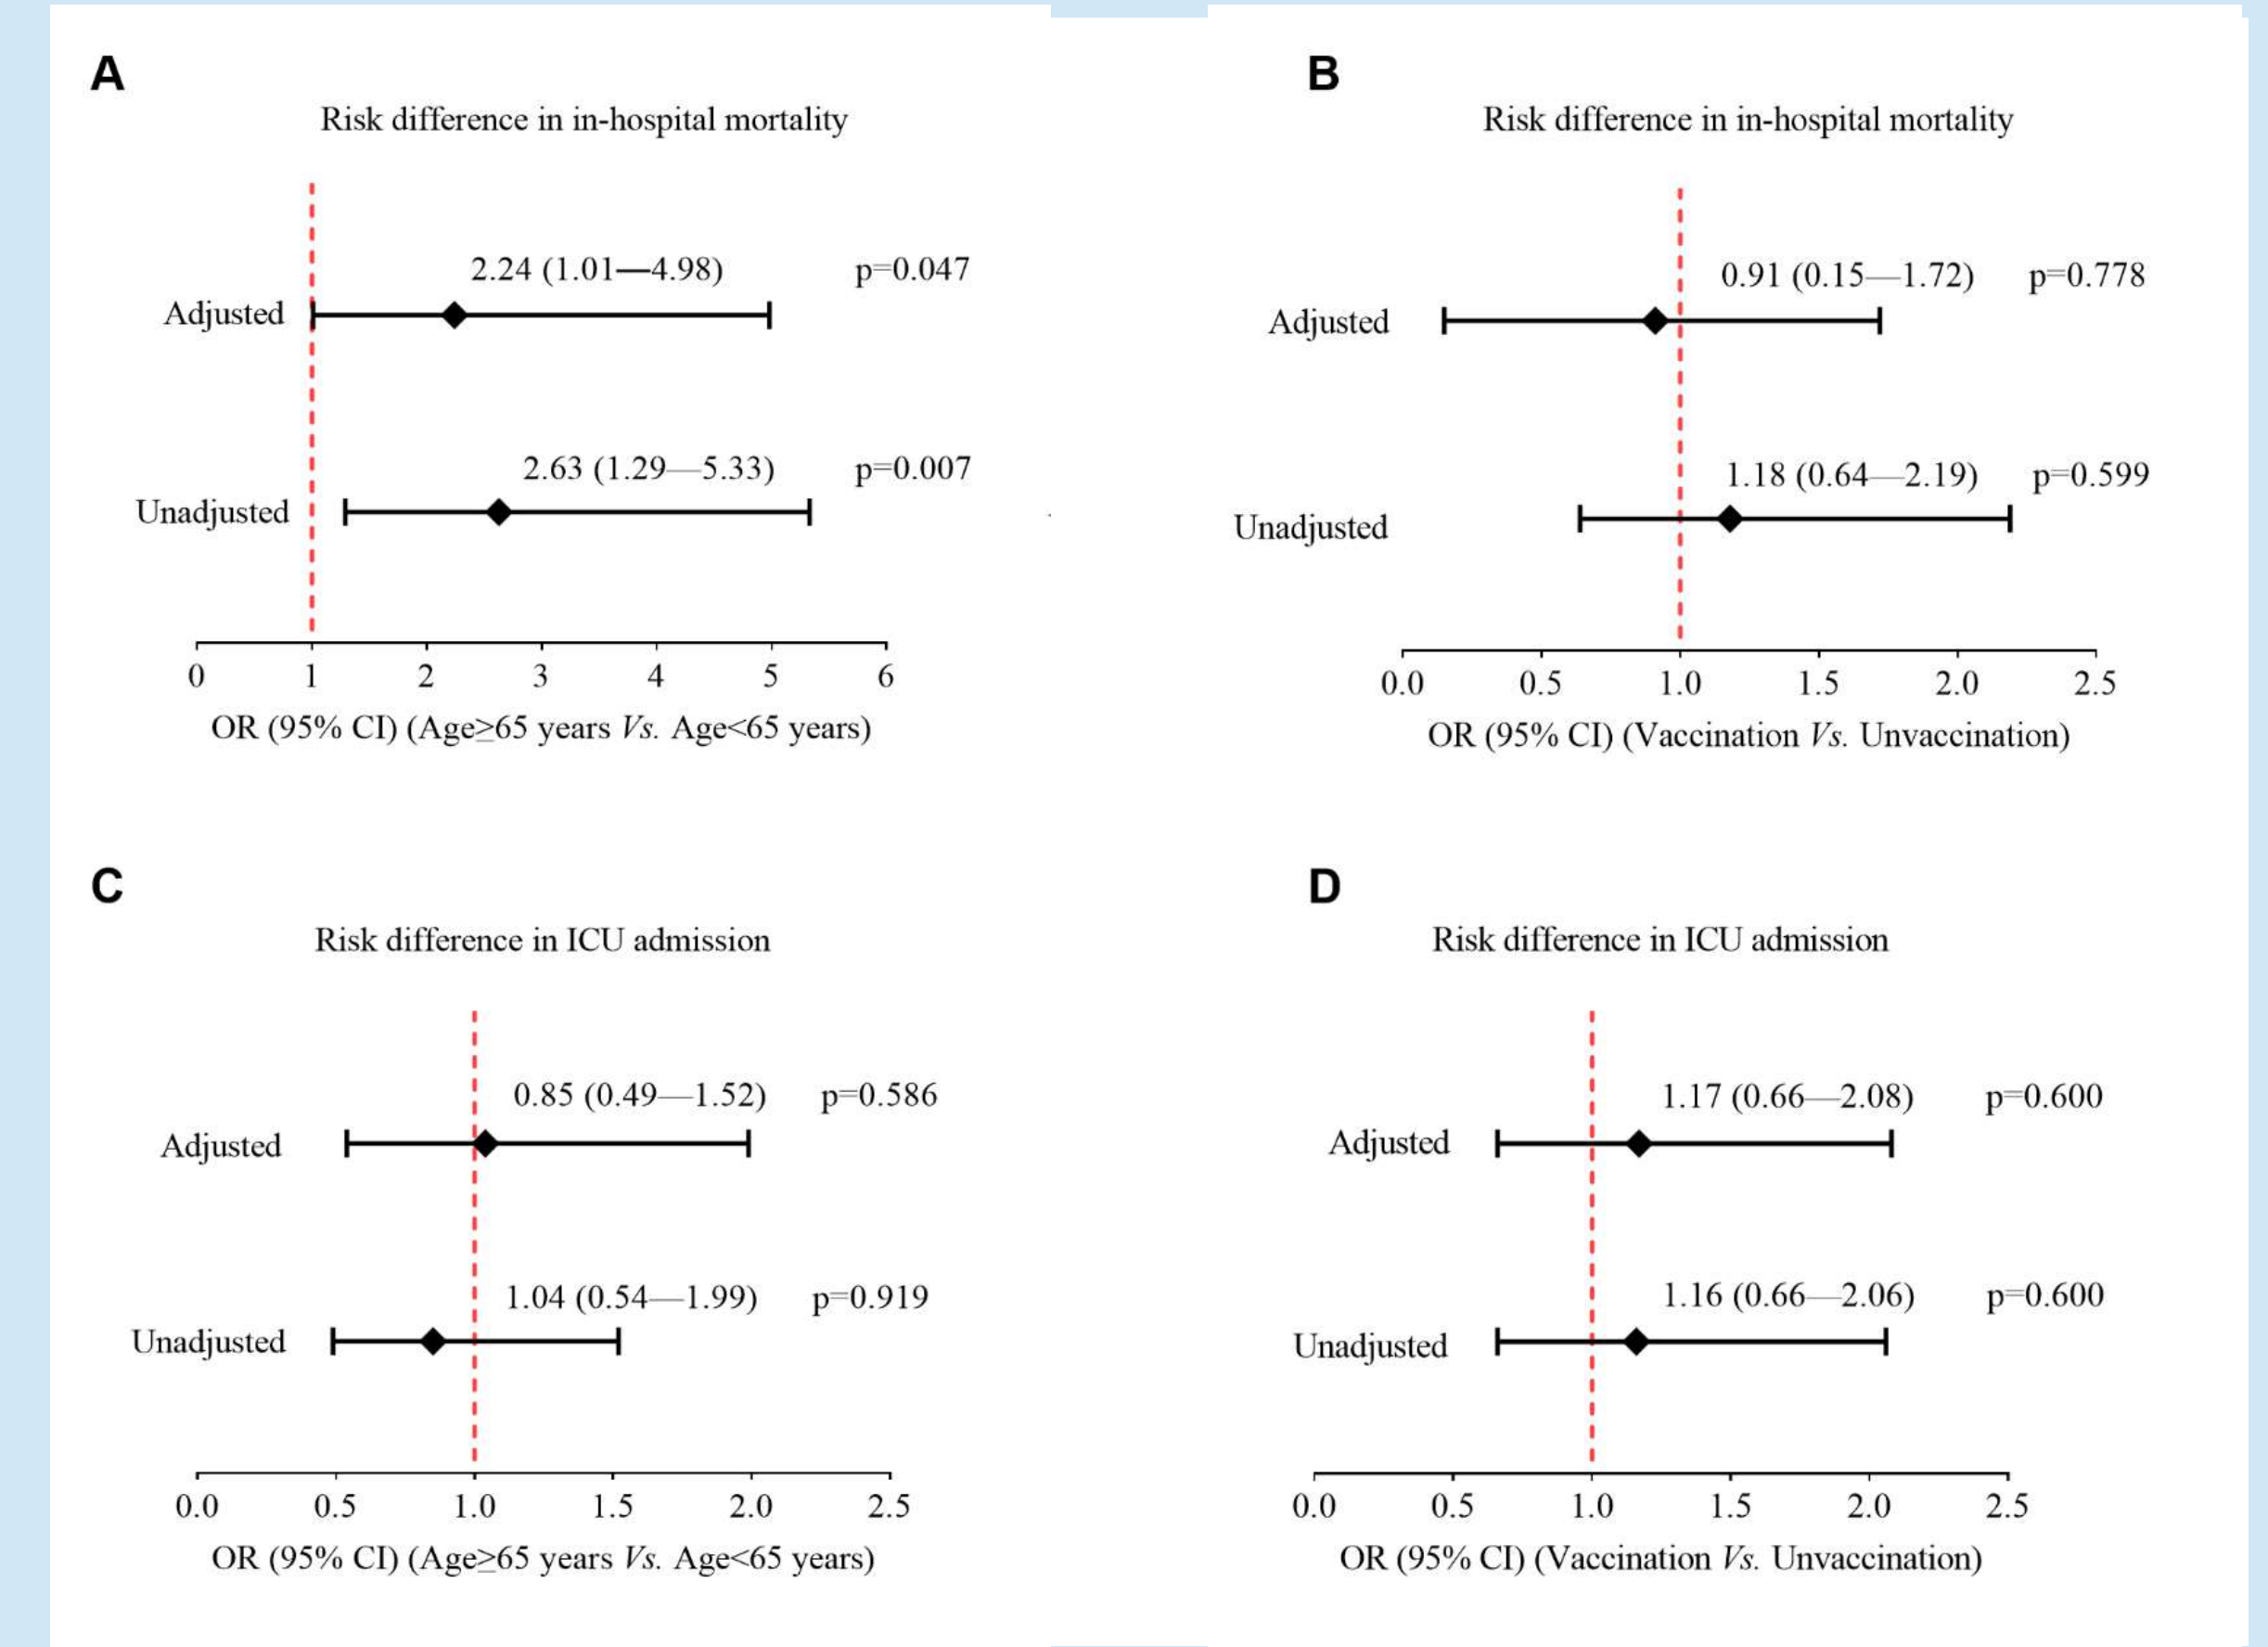 A
Risk difference in in-hospital mortality
2.24 (1.01—4.98) p=0.047
Adjusted
2.63 (1.29—5.33) p=0.007
Unadjusted
0 1 2 3 4 5 6
OR (95% CI) (Age≥65 years Vs. Age<65 years)
B
Risk difference in in-hospital mortality
0.91 (0.15—1.72) p=0.778
Adjusted
1.18 (0.64—2.19) p=0.599
Unadjusted
0.0 0.5 1.0 1.5 2.0 2.5
OR (95% CI) (Vaccination Vs. Unvaccination)
C
Risk difference in ICU admission
0.85 (0.49—1.52) p=0.586
Adjusted
1.04 (0.54—1.99) p=0.919
Unadjusted
0.0 0.5 1.0 1.5 2.0 2.5
OR (95% CI) (Age≥65 years Vs. Age<65 years)
D
Risk difference in ICU admission
1.17 (0.66—2.08) p=0.600
Adjusted
1.16 (0.66—2.06) p=0.600
Unadjusted
0.0 0.5 1.0 1.5 2.0 2.5
OR (95% CI) (Vaccination Vs. Unvaccination)